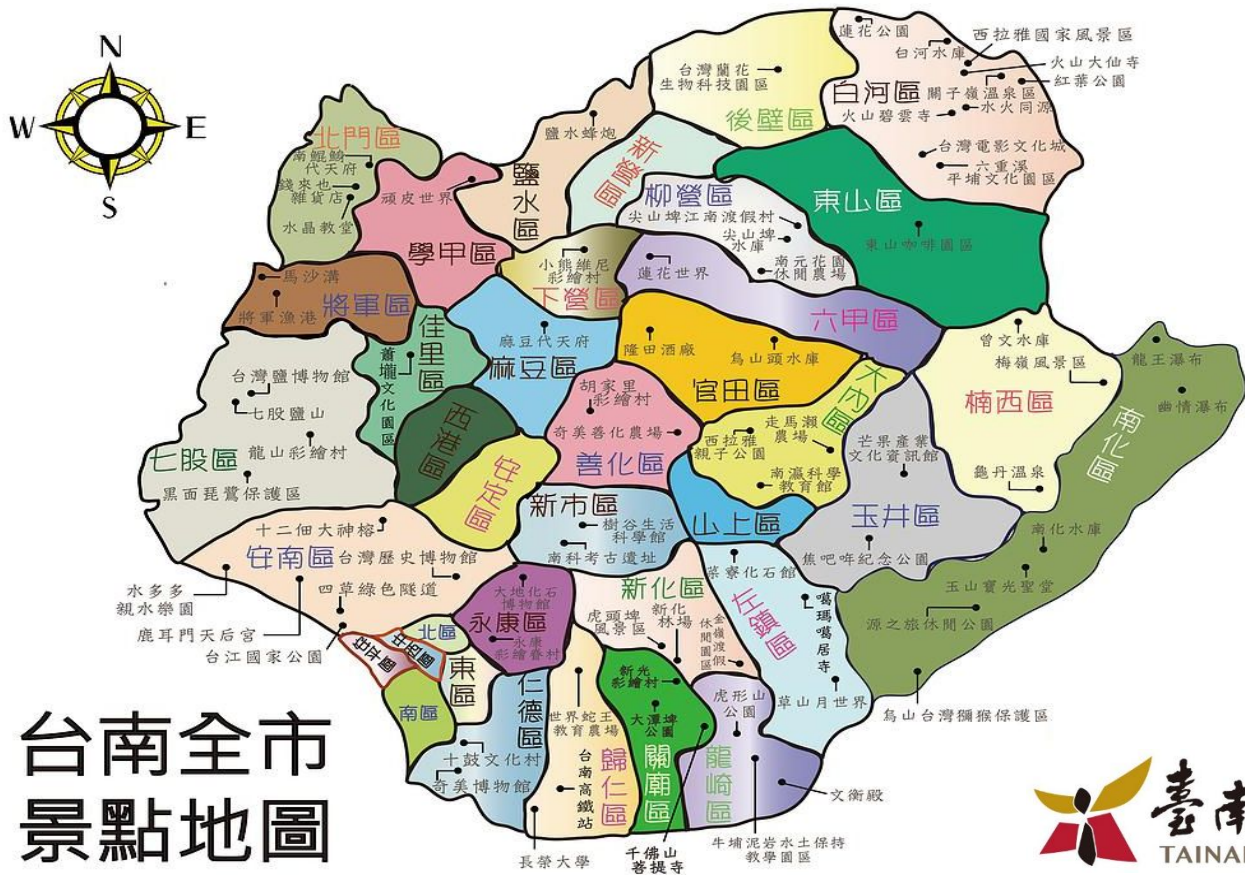 N
W
E
S
蓮花公園
白河水庫
西拉雅國家風景區
火山大仙寺
紅葉公園
關子嶺溫泉區
白河區
水火同源
火山碧雲寺
台灣電影文化城
六重溪
平埔文化園區
台灣蘭花
生物科技園區
後壁區
鹽水蜂炮
鹽水區
新營區
北門區
南鯤鯓
代天府
錢來也
雜貨店
水晶教堂
頑皮世界
學甲區
柳營區
尖山埤江南渡假村
尖山埤
水庫
南元花園
休閒農場
東山區
東山咖啡園區
小熊維尼
彩繪村
下營區
蓮花世界
六甲區
馬沙溝
將軍區
將軍漁港
佳里區
蕭壠文化園區
麻豆代天府
麻豆區
隆田酒廠
烏山頭水庫
官田區
大內區
曾文水庫
梅嶺風景區
楠西區
龜丹溫泉
龍王瀑布
幽情瀑布
南化區
南化水庫
玉山寶光聖堂
源之旅休閒公園
烏山台灣獼猴保護區
台灣鹽博物館
七股鹽山
龍山彩繪村
七股區
黑面琵鷺保護區
西港區
安定區
胡家里
彩繪村
奇美善化農場
善化區
西拉雅
親子公園
走馬瀨
農場
南瀛科學
教育館
芒果產業
文化資訊館
玉井區
焦吧哖紀念公園
山上區
新市區
樹谷生活
科學館
南科考古遺址
十二佃大神榕
安南區
台灣歷史博物館
四草綠色隧道
水多多
親水樂園
鹿耳門天后宮
台江國家公園
大地化石
博物館
永康區
永康
彩繪眷村
北區
安平區
中西區
東區
南區
新化區
虎頭埤
風景區
新化
林場
金嶺渡假
休閒園區
菜寮化石館
左鎮區
噶瑪噶居寺
草山月世界
仁德區
十鼓文化村
奇美博物館
世界蛇王
教育農場
歸仁區
台南高鐵站
長榮大學
新光
彩繪村
大潭埤
公園
關廟區
千佛山
菩提寺
虎形山
公園
龍崎區
文衡殿
牛埔泥岩水土保持
教學園區
台南全市
景點地圖
臺南
TAINAN